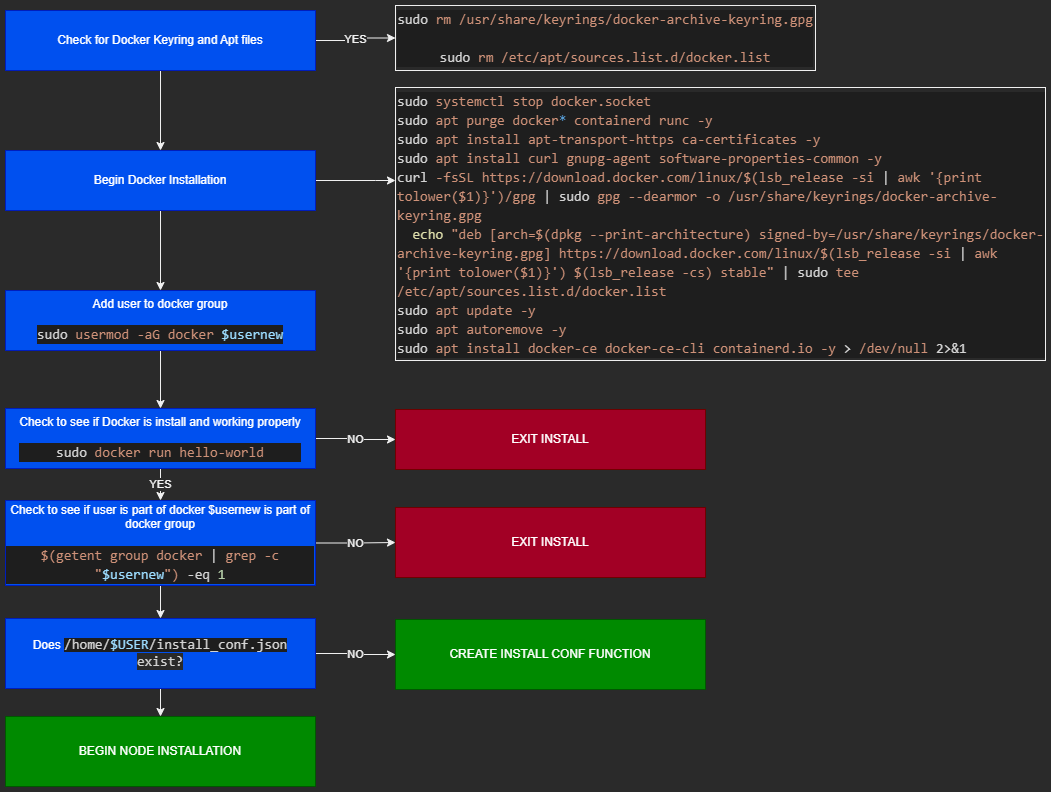 Check for Docker Keyring and Apt files
YES
sudo rm /usr/share/keyrings/docker-archive-keyring.gpg
sudo rm /etc/apt/sources.list.d/docker.list
Begin Docker Installation
sudo systemctl stop docker.socket
sudo apt purge docker* containerd runc -y
sudo apt install apt-transport-https ca-certificates -y
sudo apt install curl gnupg-agent software-properties-common -y
curl -fsSL https://download.docker.com/linux/$(lsb_release -si | awk '{print
tolower($1)}')/gpg | sudo gpg --dearmor -o /usr/share/keyrings/docker-archive-
keyring.gpg
echo "deb [arch=$(dpkg --print-architecture) signed-by=/usr/share/keyrings/docker-
archive-keyring.gpg] https://download.docker.com/linux/$(lsb_release -si | awk
'{print tolower($1)}') $(lsb_release -cs) stable" | sudo tee
/etc/apt/sources.list.d/docker.list
sudo apt update -y
sudo apt autoremove -y
sudo apt install docker-ce docker-ce-cli containerd.io -y > /dev/null 2>&1
Add user to docker group
sudo usermod -aG docker $usernew
Check to see if Docker is install and working properly
sudo docker run hello-world
NO
EXIT INSTALL
YES
Check to see if user is part of docker $usernew is part of
docker group
$(getent group docker | grep -c
"$usernew") -eq 1
NO
EXIT INSTALL
Does /home/$USER/install_conf.json
exist?
NO
CREATE INSTALL CONF FUNCTION
BEGIN NODE INSTALLATION